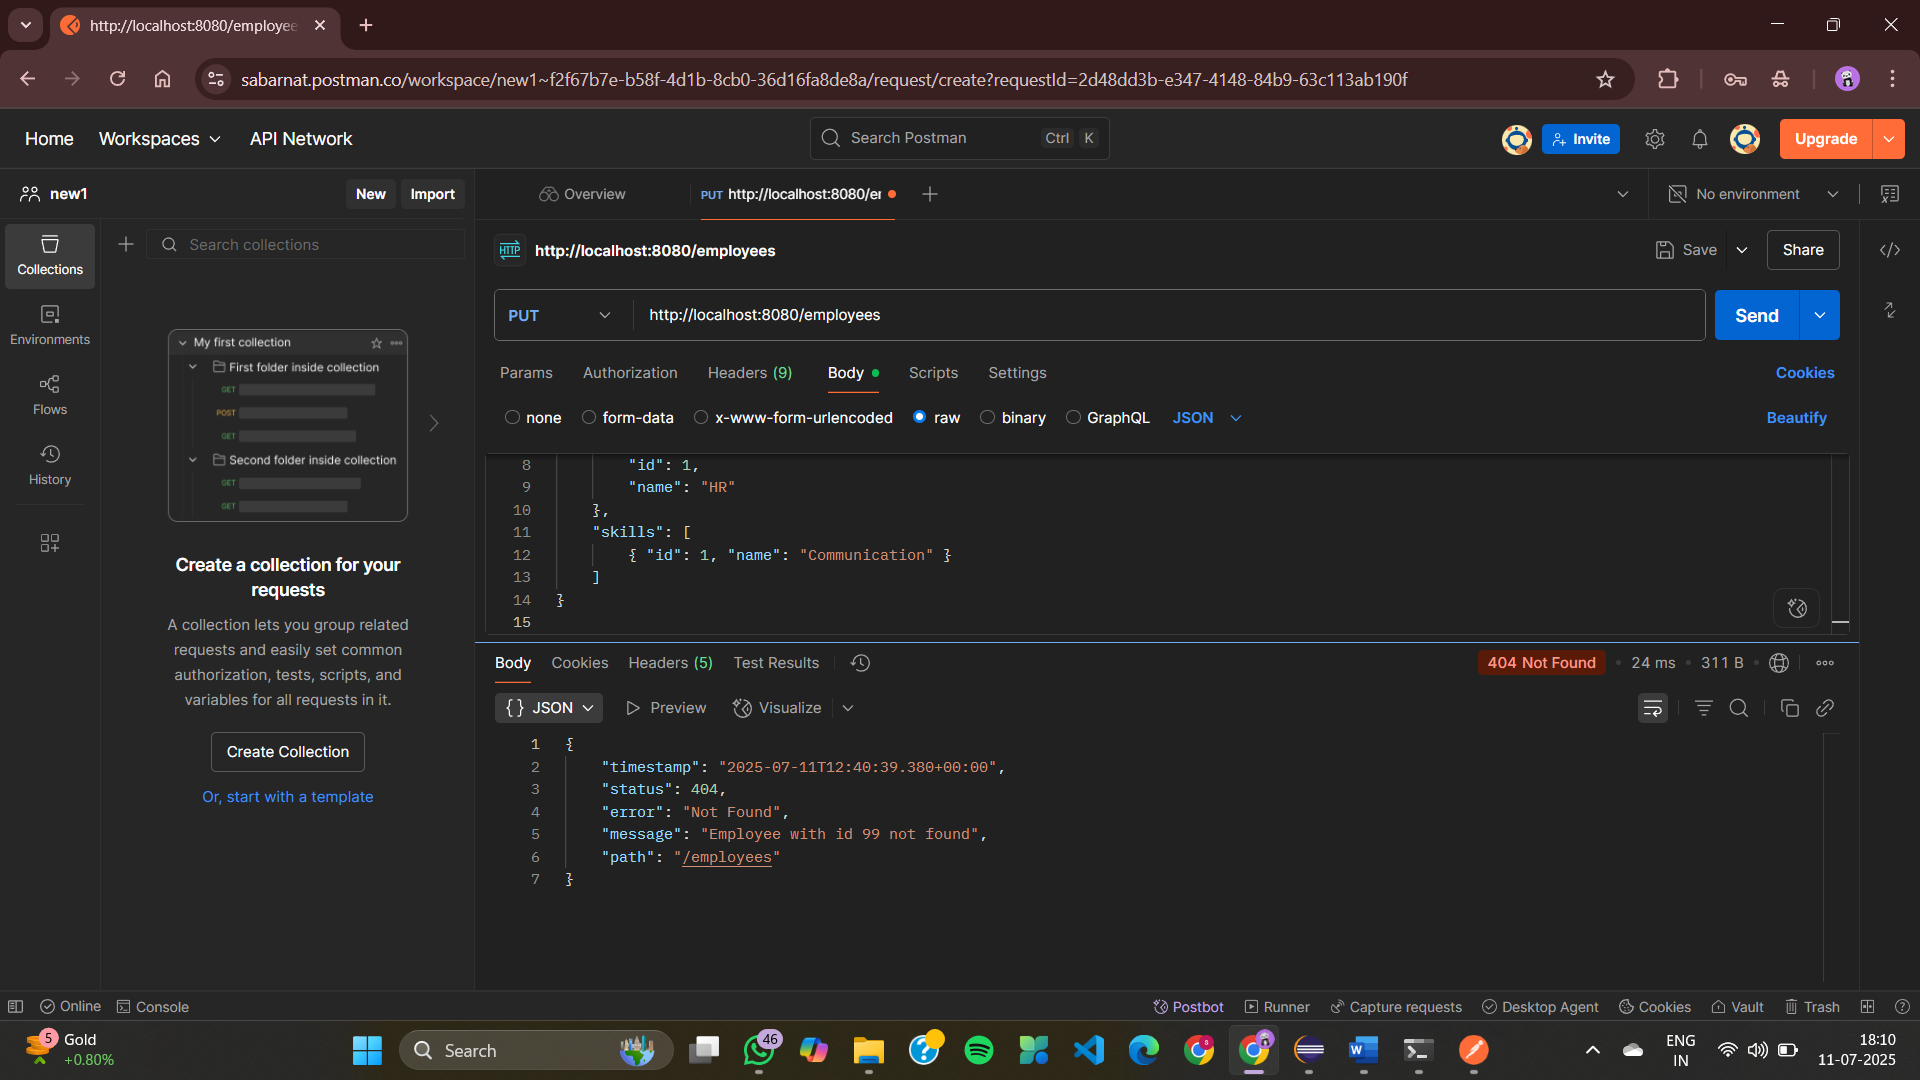 http://localhost:8080/employee
sabarnat.postman.co/workspace/new1~f2f67b7e-b58f-4d1b-8cb0-36d16fa8de8a/request/create?requestId=2d48dd3b-e347-4148-84b9-63c113ab190f
Home Workspaces API Network Search Postman Ctrl K Invite Upgrade
new1 New Import Overview PUT http://localhost:8080/er No environment
Search collections
Collections
Environments
Flows
History
My first collection
First folder inside collection
GET
POST
GET
Second folder inside collection
GET
GET
Create a collection for your
requests
A collection lets you group related
requests and easily set common
authorization, tests, scripts, and
variables for all requests in it.
Create Collection
Or, start with a template
HTTP http://localhost:8080/employees Save Share
PUT http://localhost:8080/employees Send
Params Authorization Headers (9) Body Scripts Settings Cookies
none form-data x-www-form-urlencoded raw binary GraphQL JSON Beautify
8 "id": 1,
9 "name": "HR"
10 },
11 "skills": [
12 { "id": 1, "name": "Communication" }
13 ]
14 }
15
Body Cookies Headers (5) Test Results 404 Not Found 24 ms 311 B
{} JSON Preview Visualize
1 {
2 "timestamp": "2025-07-11T12:40:39.380+00:00",
3 "status": 404,
4 "error": "Not Found",
5 "message": "Employee with id 99 not found",
6 "path": "/employees"
7 }
Online Console Postbot Runner Capture requests Desktop Agent Cookies Vault Trash
5 Gold
+0.80%
Search
46
8
ENG
IN
18:10
11-07-2025